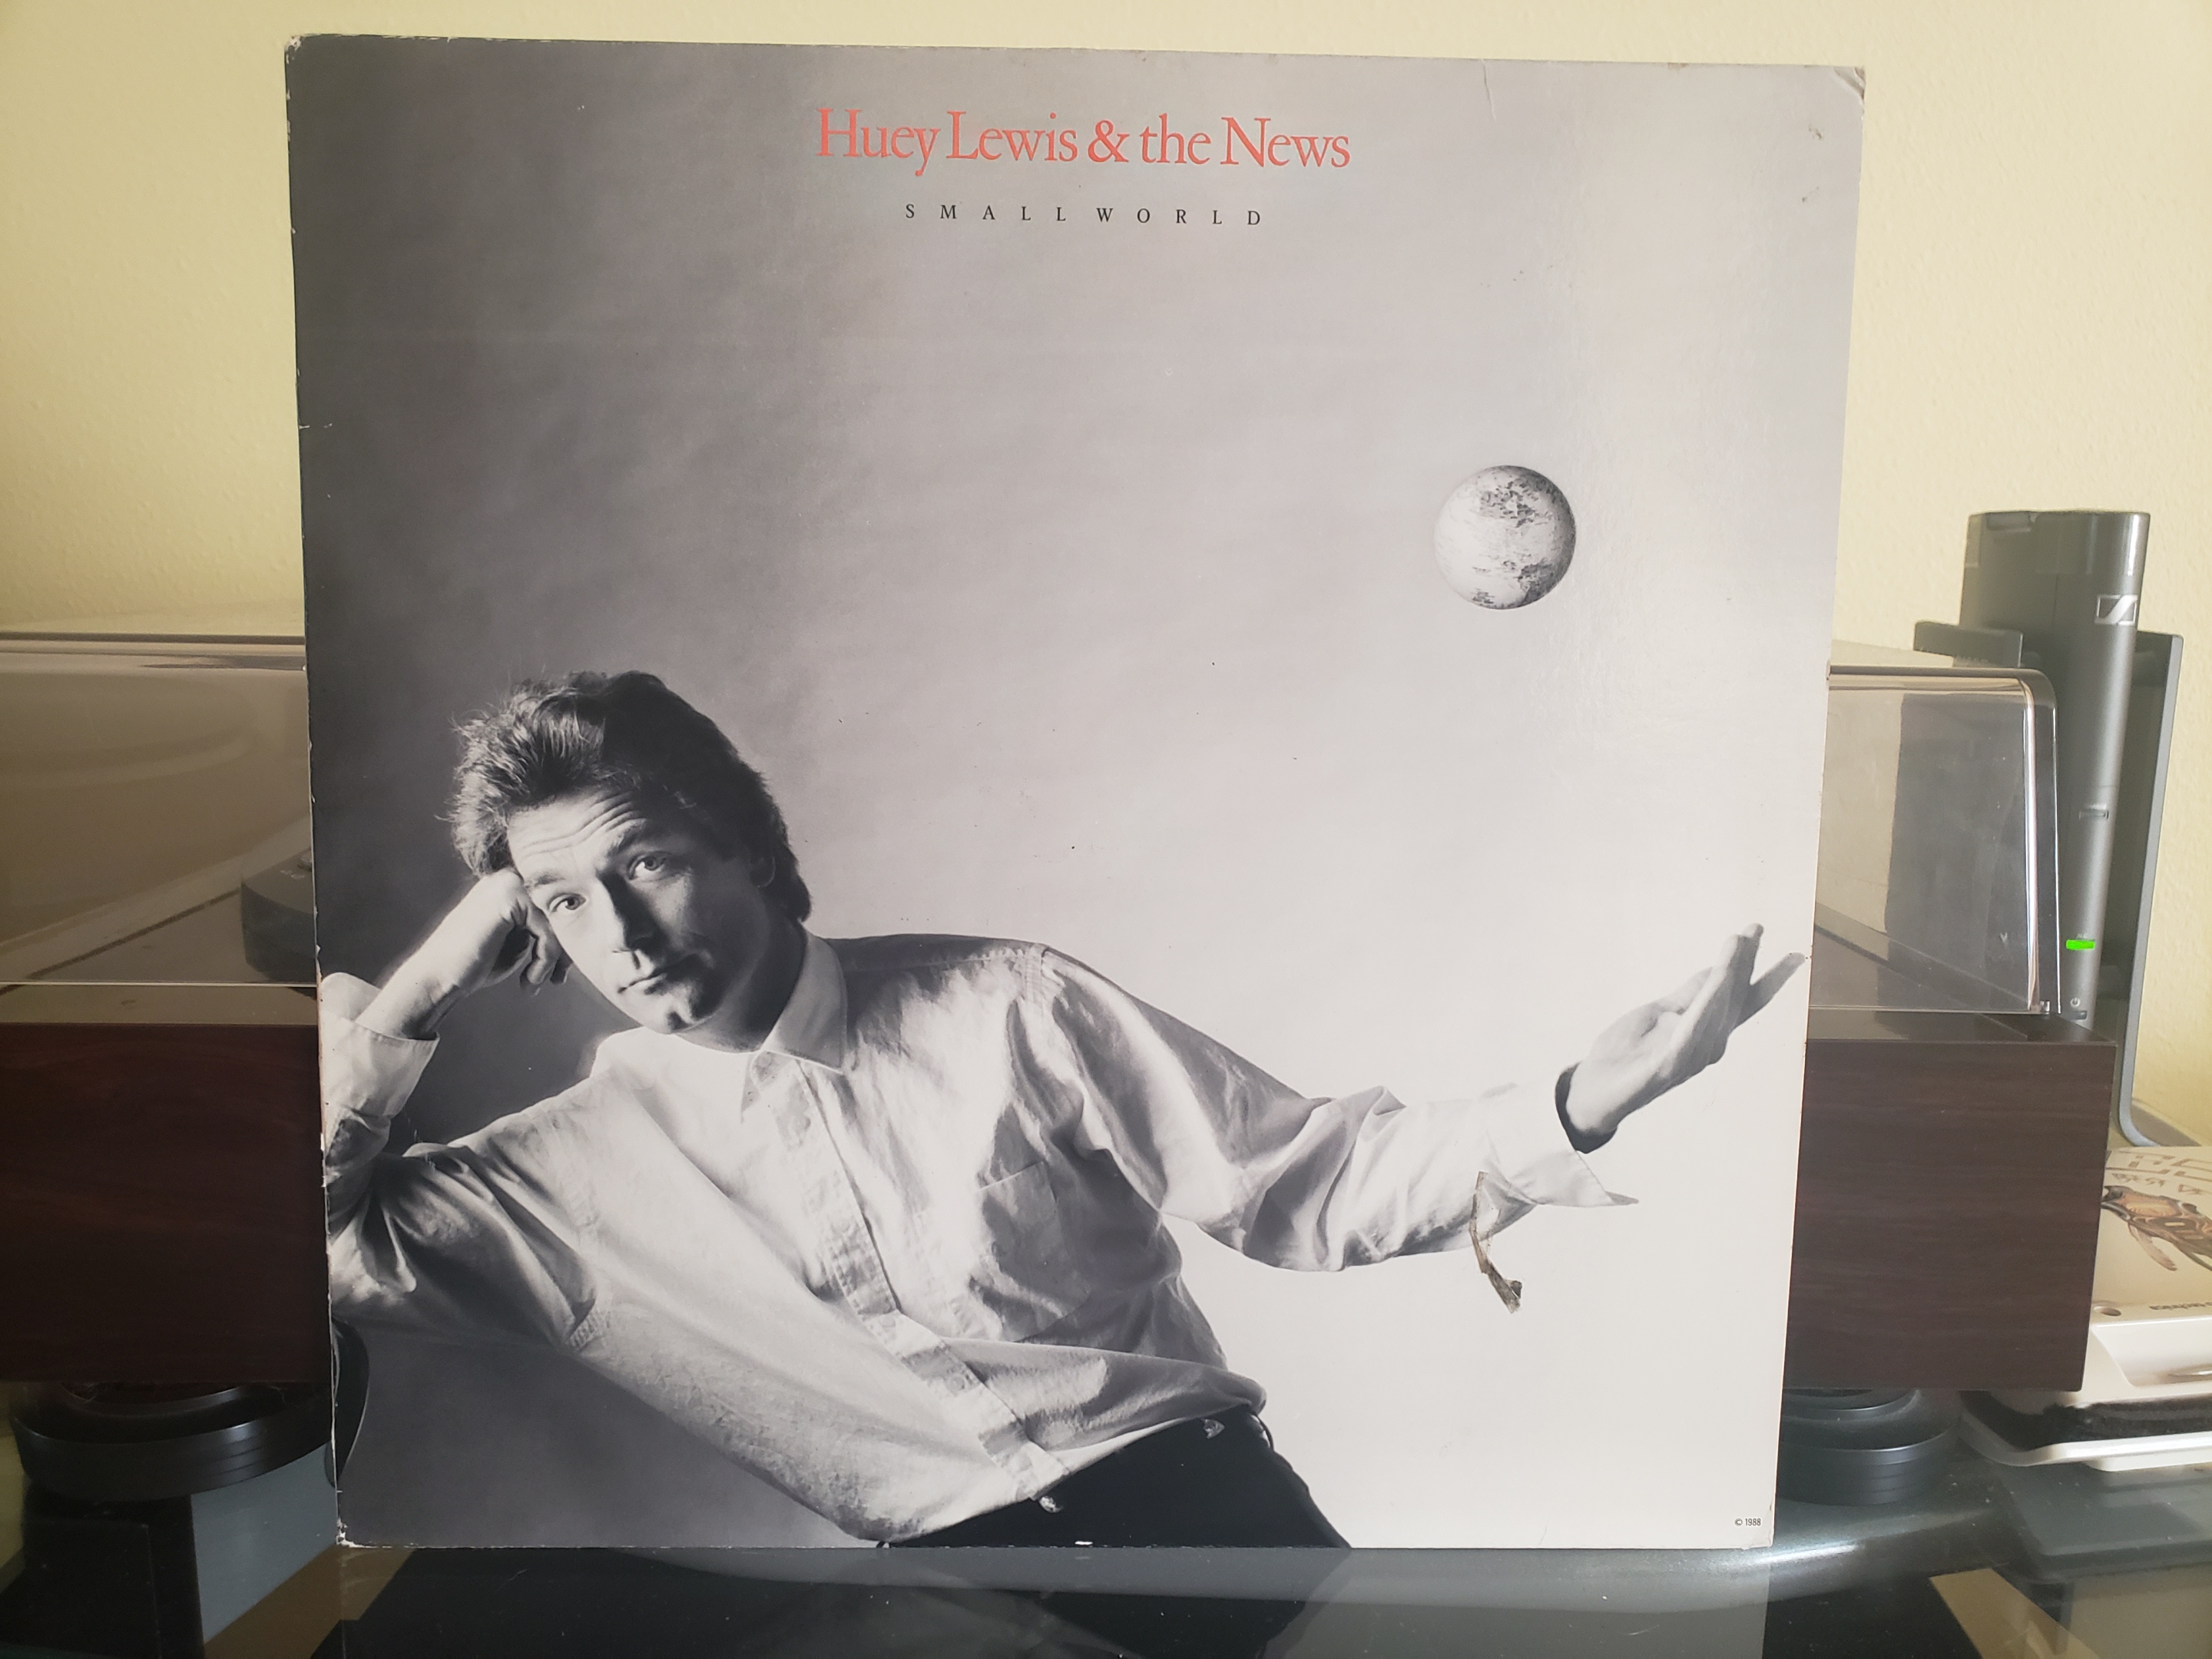 Huey Lewis & the News
SMALL WORLD
© 1988